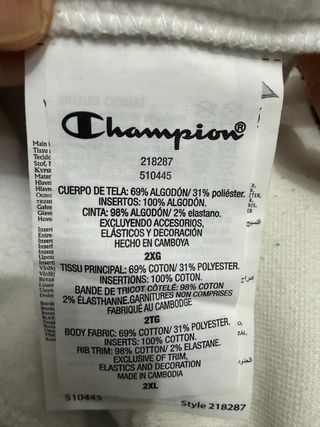 Champion®
218287
510445
CUERPO DE TELA: 69% ALGODÓN/ 31% poliéster.
INSERTOS: 100% ALGODÓN.
CINTA: 98% ALGODÓN/ 2% elastano.
EXCLUYENDO ACCESORIOS,
ELÁSTICOS Y DECORACIÓN
HECHO EN CAMBOYA
2XG
TISSU PRINCIPAL: 69% COTON/ 31% POLYESTER.
INSERTIONS: 100% COTON.
BANDE DE TRICOT CÔTELÉ: 98% COTON
2% ÉLASTHANNE.GARNITURES NON COMPRISES
FABRIQUÉ AU CAMBODGE
2TG
BODY FABRIC: 69% COTTON/ 31% POLYESTER.
INSERTS: 100% COTTON.
RIB TRIM: 98% COTTON/ 2% ELASTANE
EXCLUSIVE OF TRIM,
ELASTICS AND DECORATION
MADE IN CAMBODIA
2XL
510445 Style 218287